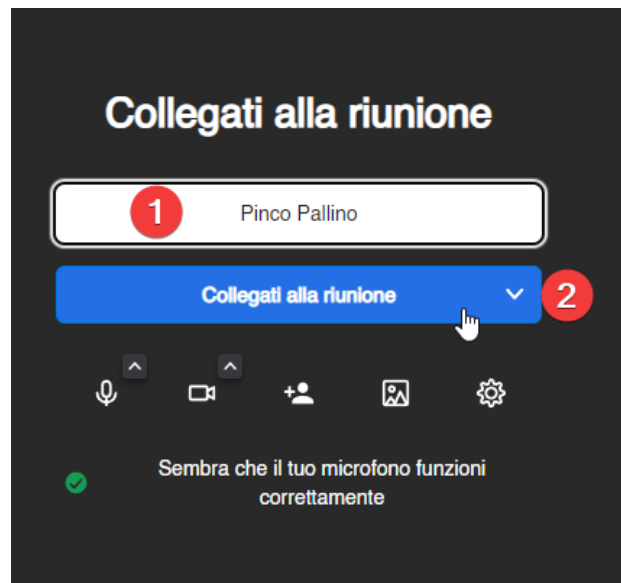 Collegati alla riunione
1 Pinco Pallino
Collegati alla riunione 2
Sembra che il tuo microfono funzioni
correttamente